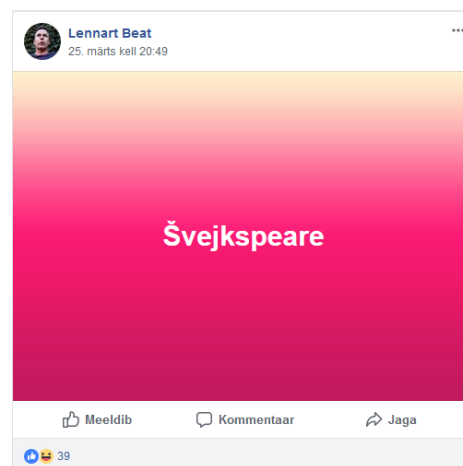 Lennart Beat
25. märts kell 20:49
Švejkspeare
Meeldib Kommentaar Jaga
39